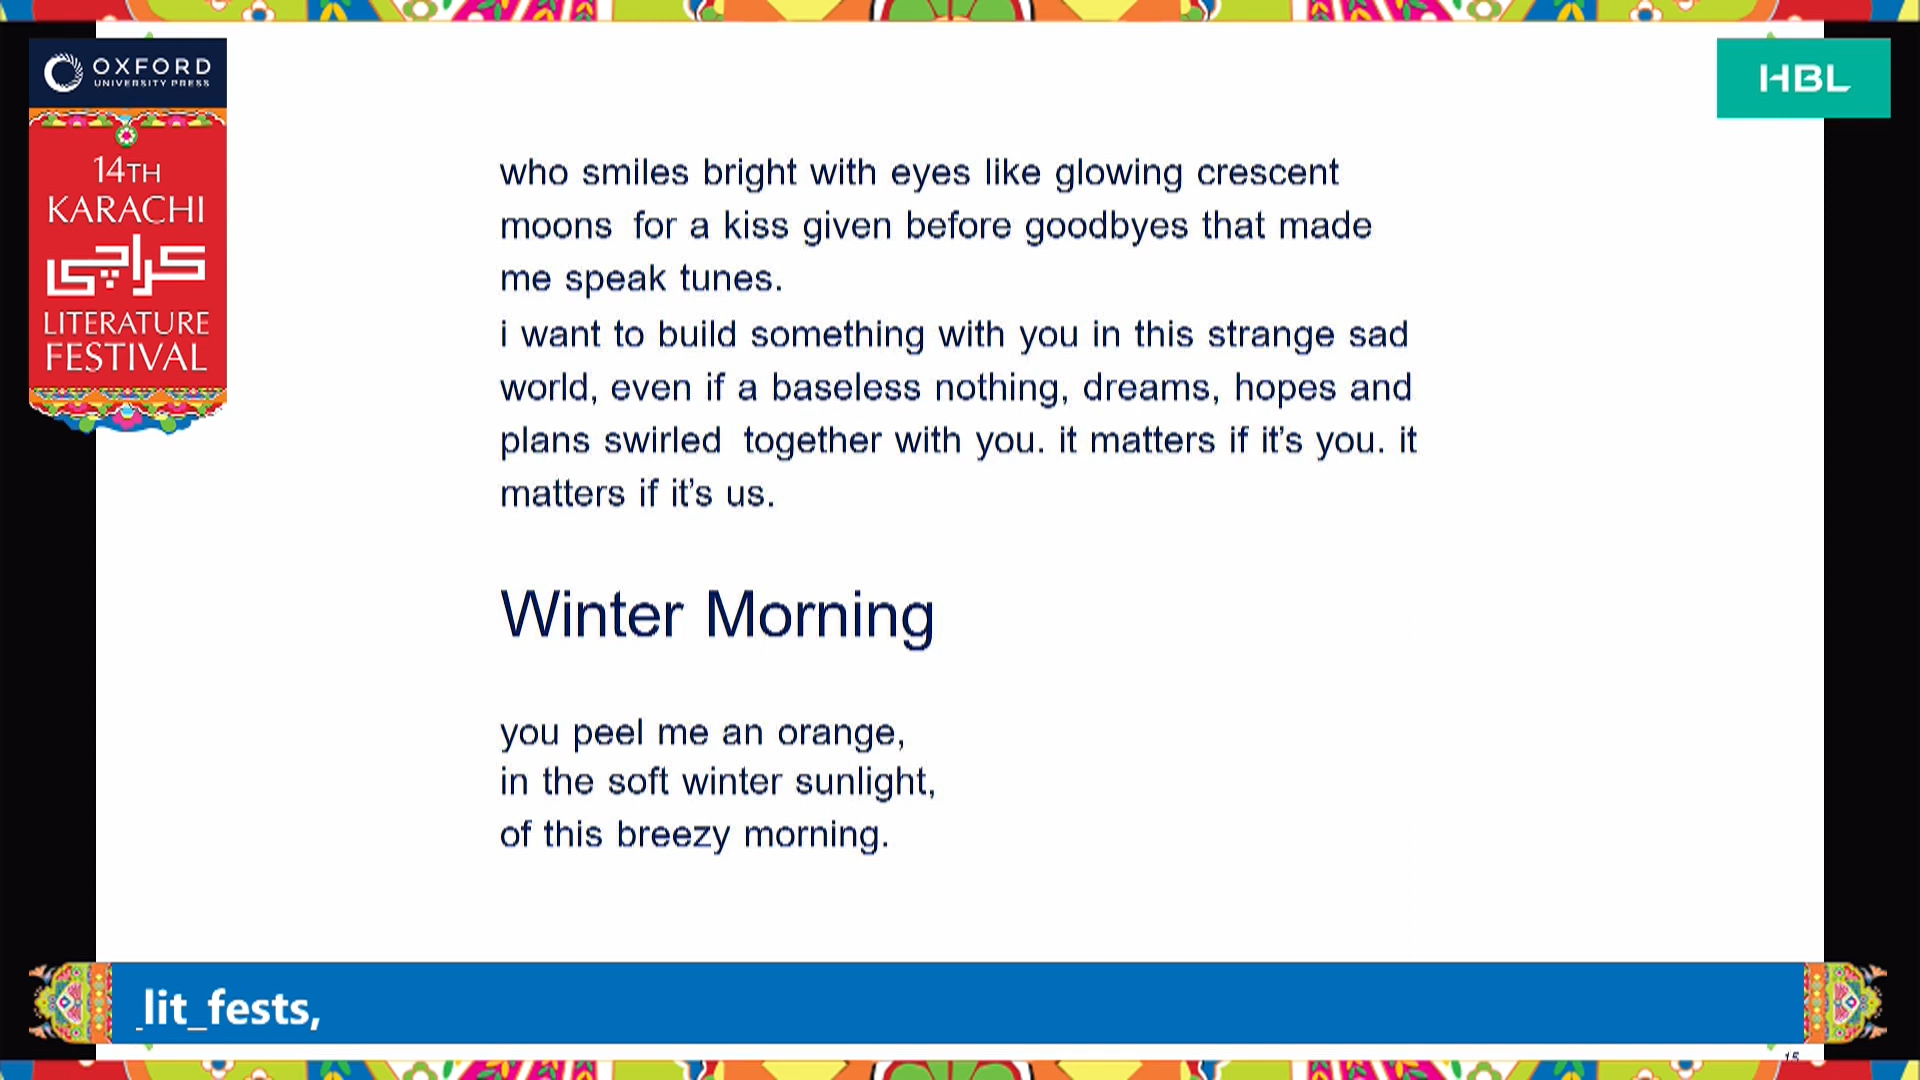 OXFORD
UNIVERSITY PRESS
14TH
KARACHI
کراچی
LITERATURE
FESTIVAL
HBL
who smiles bright with eyes like glowing crescent
moons for a kiss given before goodbyes that made
me speak tunes.
i want to build something with you in this strange sad
world, even if a baseless nothing, dreams, hopes and
plans swirled together with you. it matters if it’s you. it
matters if it’s us.
Winter Morning
you peel me an orange,
in the soft winter sunlight,
of this breezy morning.
_lit_fests,
15